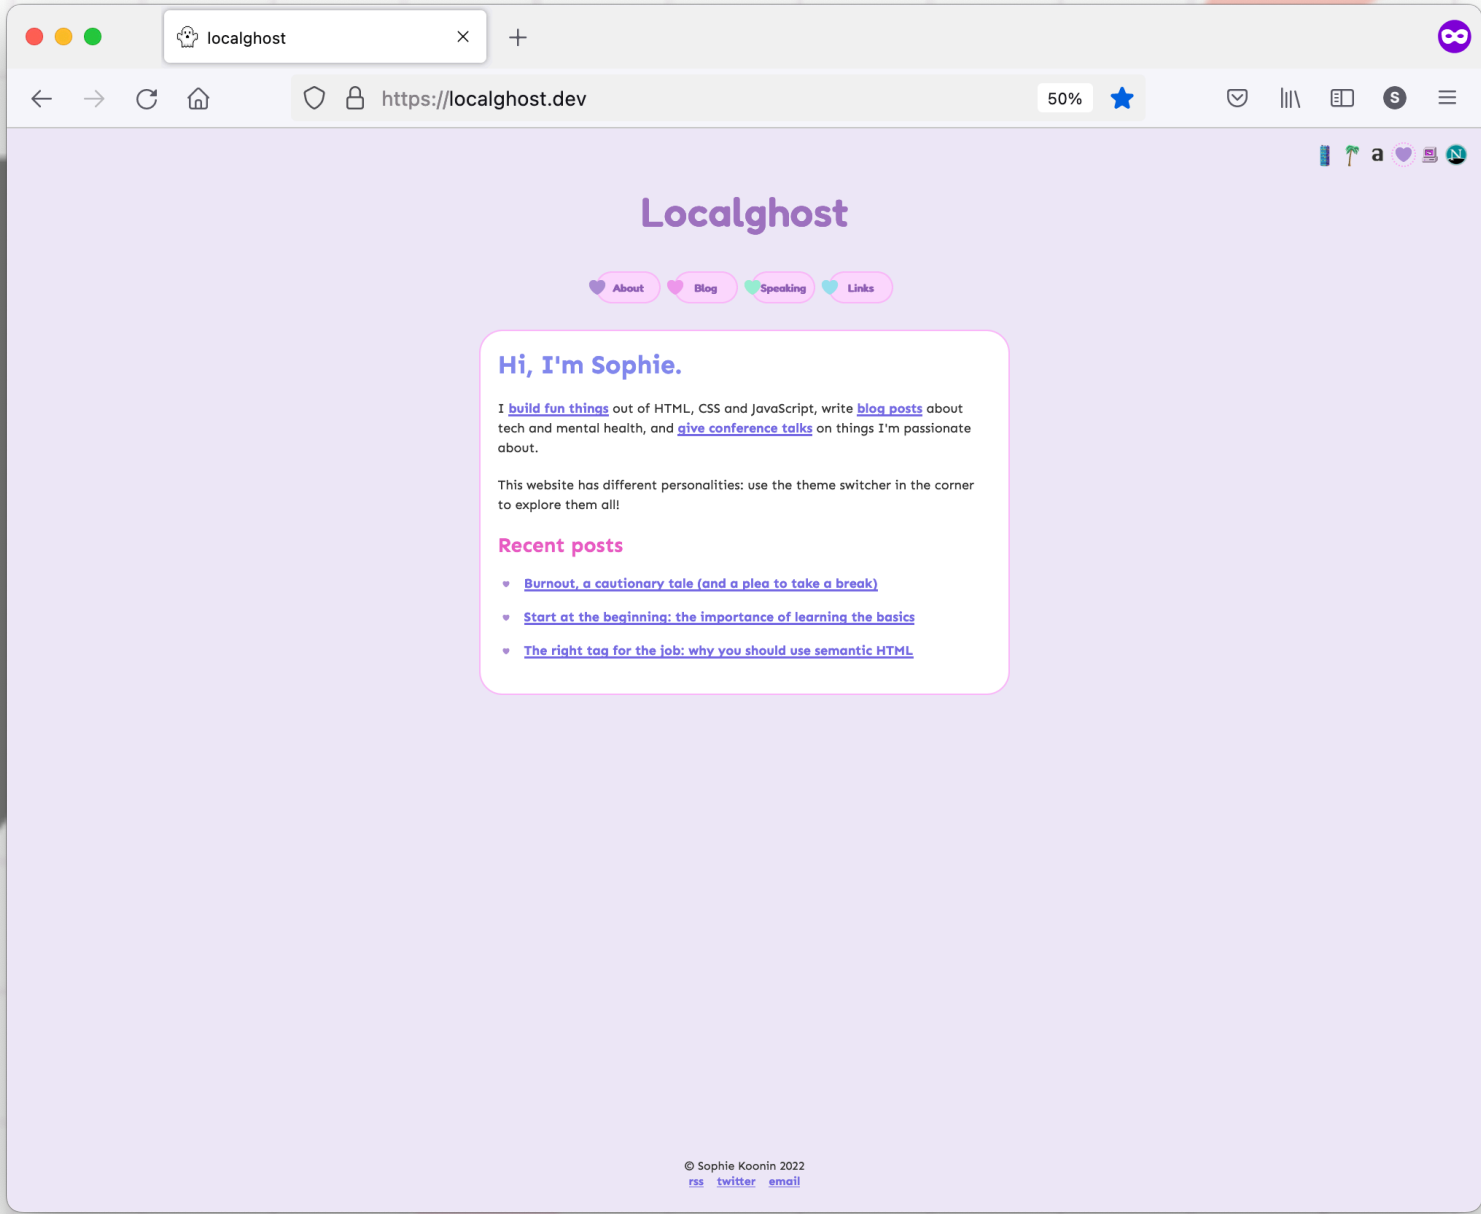 localghost
https://localghost.dev
50%
S
a
N
Localghost
About
Blog
Speaking
Links
Hi, I'm Sophie.
I build fun things out of HTML, CSS and JavaScript, write blog posts about
tech and mental health, and give conference talks on things I'm passionate
about.
This website has different personalities: use the theme switcher in the corner
to explore them all!
Recent posts
Burnout, a cautionary tale (and a plea to take a break)
Start at the beginning: the importance of learning the basics
The right tag for the job: why you should use semantic HTML
© Sophie Koonin 2022
rss twitter email